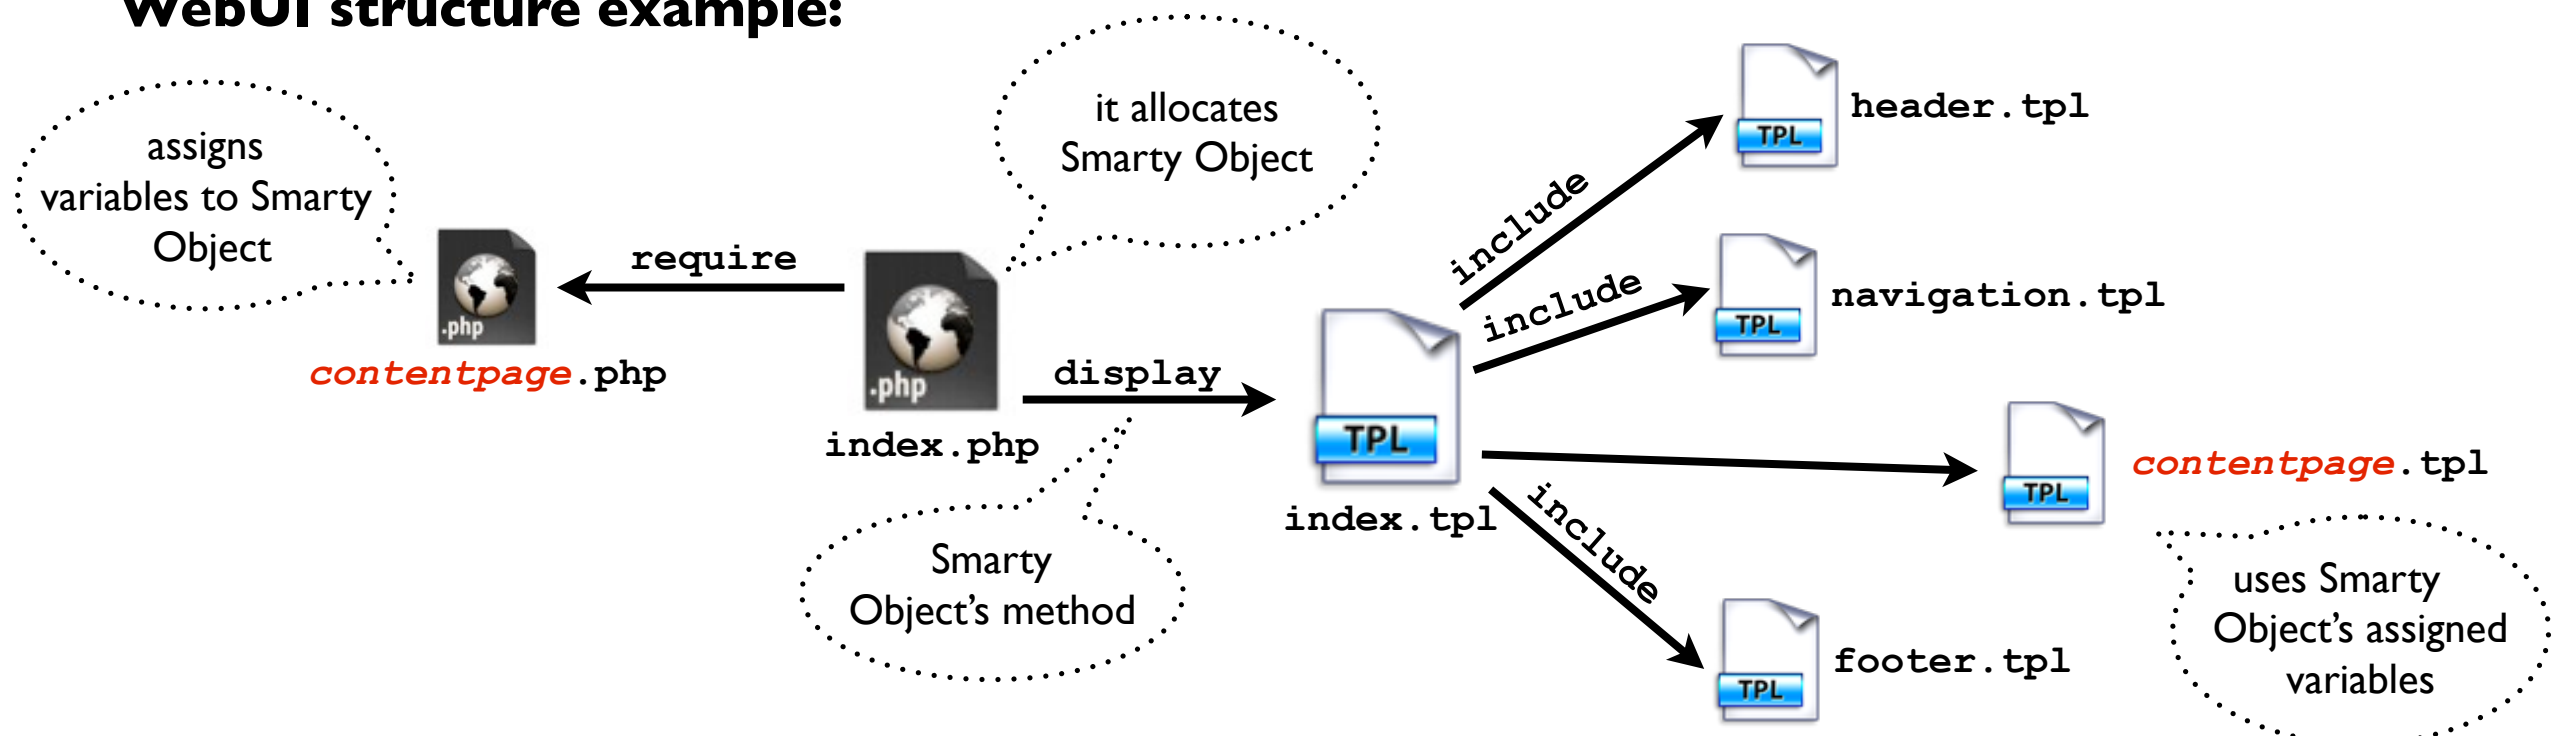 WebUI structure example:
assigns
variables to Smarty
Object
it allocates
Smarty Object
require
.php
contentpage.php
.php
index.php
display
Smarty
Object's method
TPL
index.tpl
include
TPL
header.tpl
include
TPL
navigation.tpl
TPL
contentpage.tpl
uses Smarty
Object's assigned
variables
include
TPL
footer.tpl